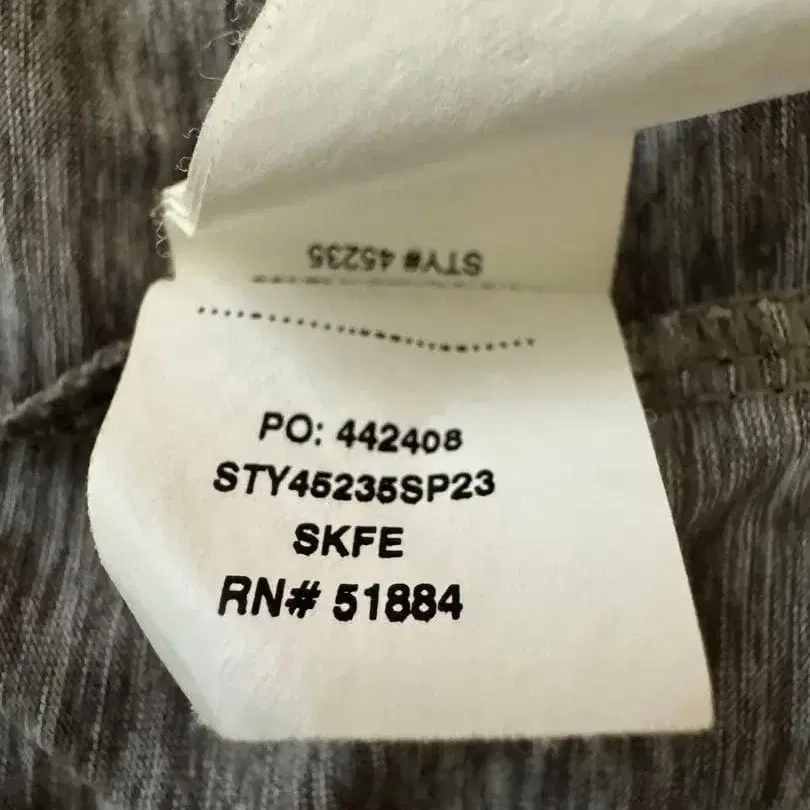 STY# 45235
PO: 442408
STY45235SP23
SKFE
RN# 51884